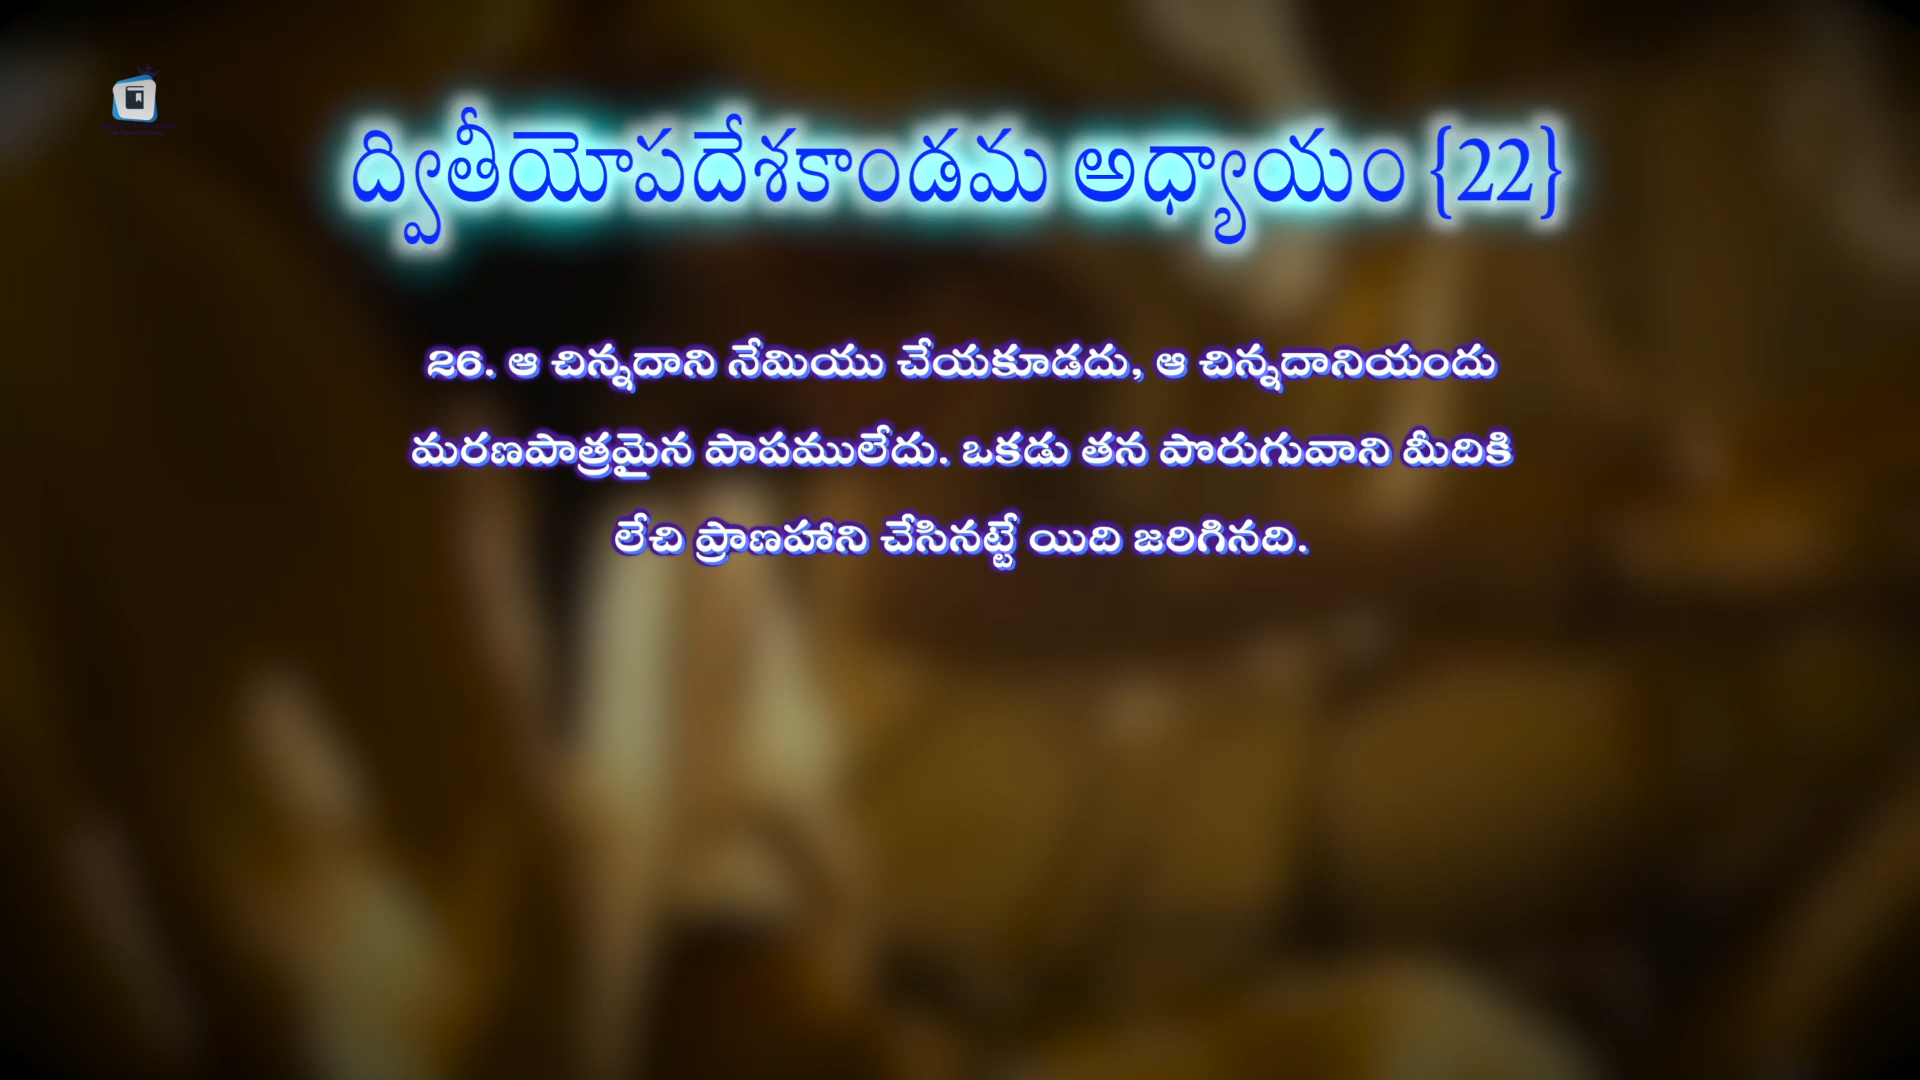 ద్వితీయోపదేశకాండమ అధ్యాయం {22}
26. ఆ చిన్నదాని నేమియు చేయకూడదు, ఆ చిన్నదానియందు
మరణపాత్రమైన పాపములేదు. ఒకడు తన పొరుగువాని మీదికి
లేచి ప్రాణహాని చేసినట్టే యిది జరిగినది.